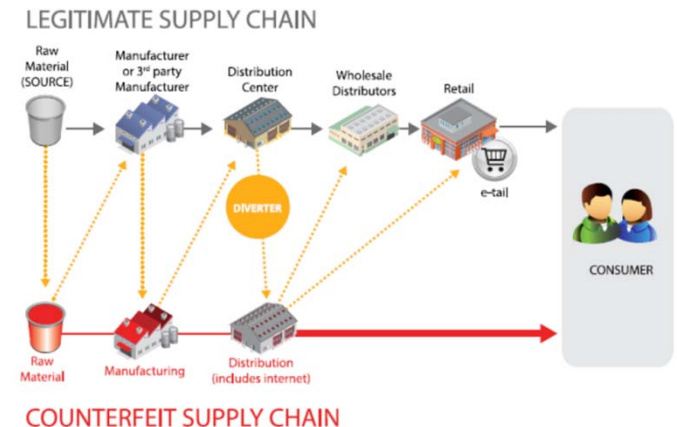 LEGITIMATE SUPPLY CHAIN
Raw
Material
(SOURCE)
Manufacturer
or 3rd party
Manufacturer
Distribution
Center
Wholesale
Distributors
Retail
e-tail
DIVERTER
CONSUMER
Raw
Material
Manufacturing
Distribution
(includes internet)
COUNTERFEIT SUPPLY CHAIN